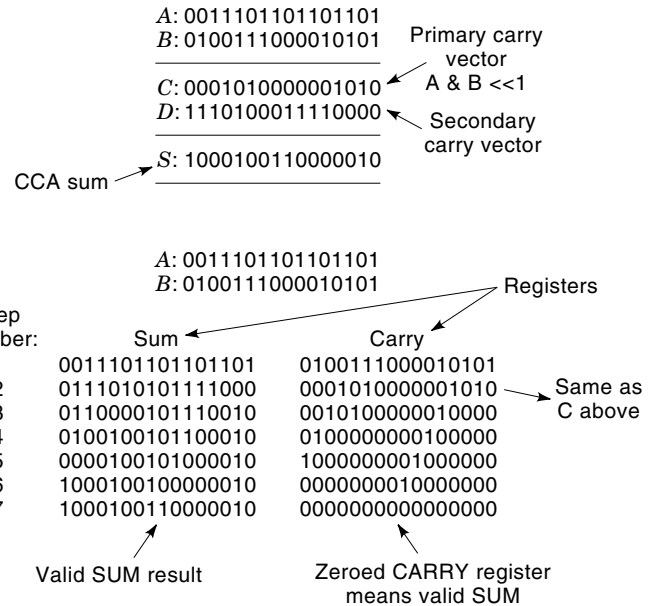 A: 0011101101101101
B: 0100111000010101
Primary carry
vector
A & B <<1
C: 0001010000001010
D: 1110100011110000
Secondary
carry vector
S: 1000100110000010
CCA sum
A: 0011101101101101
B: 0100111000010101
Registers
ep
ber:
Sum
Carry
0011101101101101 0100111000010101
2 0111010101111000 0001010000001010
Same as
C above
3 0110000101110010 0010100000010000
4 0100100101100010 0100000000100000
5 0000100101000010 1000000001000000
6 1000100100000010 0000000010000000
7 1000100110000010 0000000000000000
Valid SUM result
Zeroed CARRY register
means valid SUM